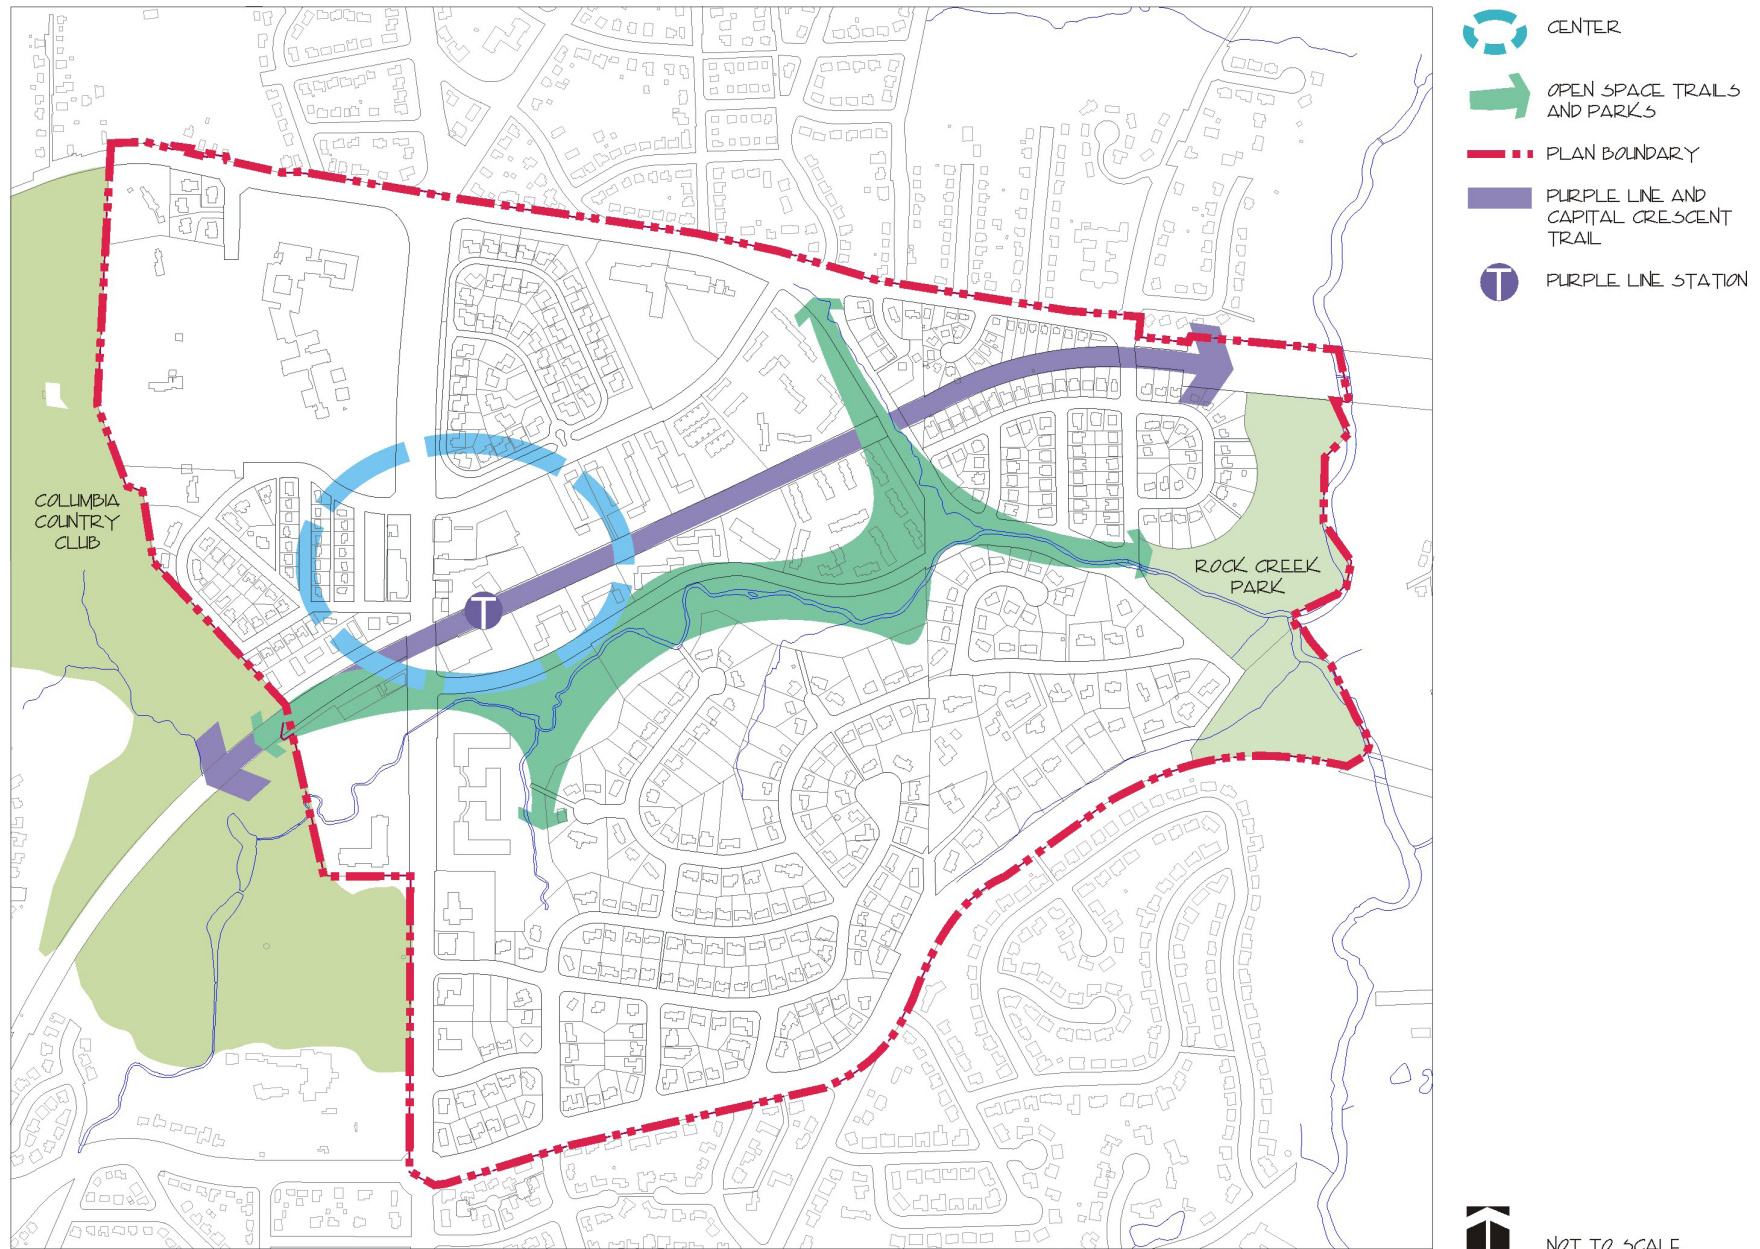 CENTER
OPEN SPACE TRAILS
AND PARKS
PLAN BOUNDARY
PURPLE LINE AND
CAPITAL CRESCENT
TRAIL
T
PURPLE LINE STATION
COLUMBIA
COUNTRY
CLUB
ROCK CREEK
PARK
T
NOT TO SCALE